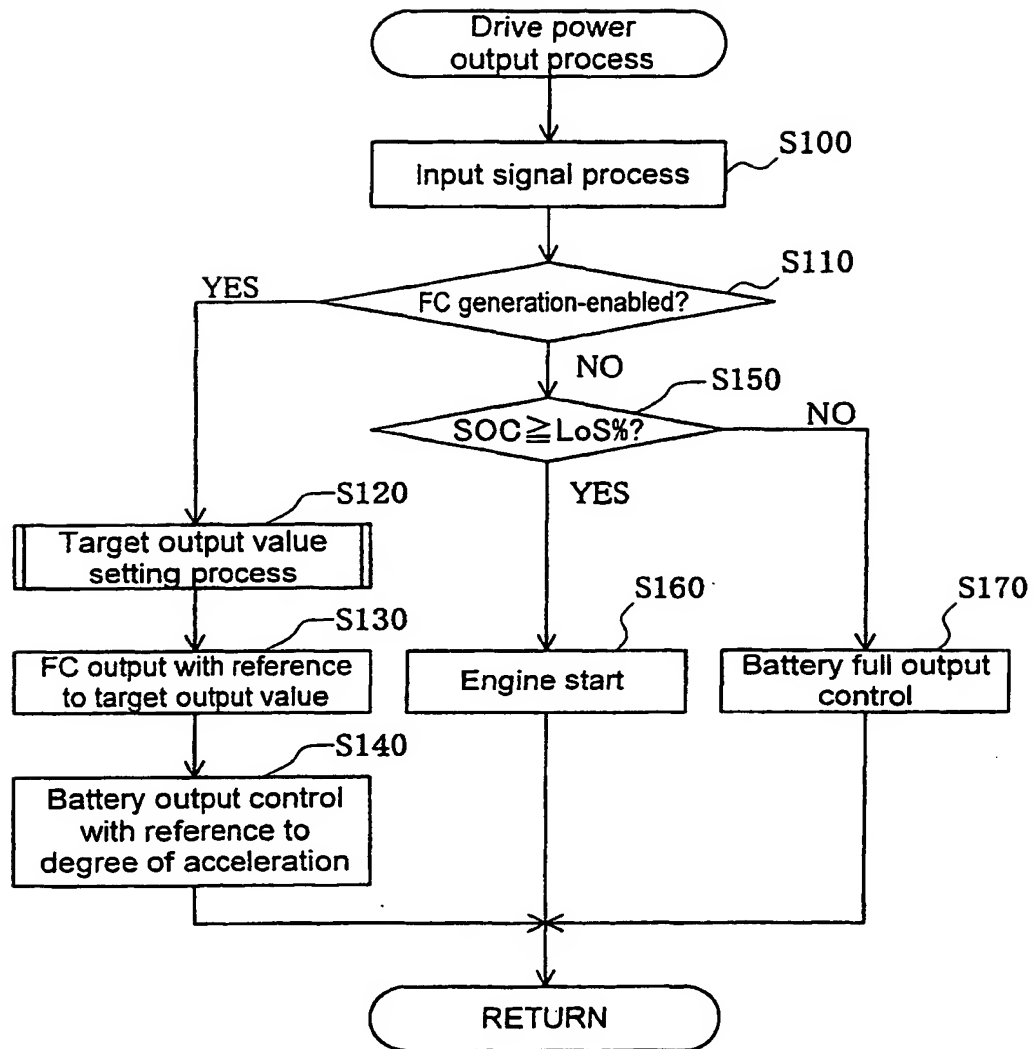 Drive power
output process
S100
Input signal process
S110
YES
FC generation-enabled?
NO
S150
SOC≧LoS%?
NO
YES
S120
Target output value
setting process
S130
FC output with reference
to target output value
S140
Battery output control
with reference to
degree of acceleration
S160
Engine start
S170
Battery full output
control
RETURN